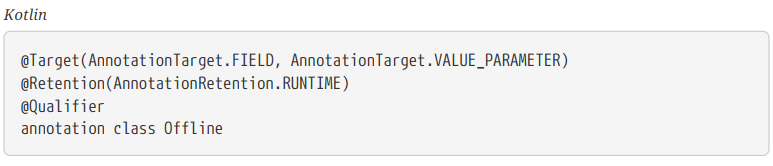 Kotlin
@Target(AnnotationTarget.FIELD, AnnotationTarget.VALUE_PARAMETER)
@Retention(AnnotationRetention.RUNTIME)
@Qualifier
annotation class Offline